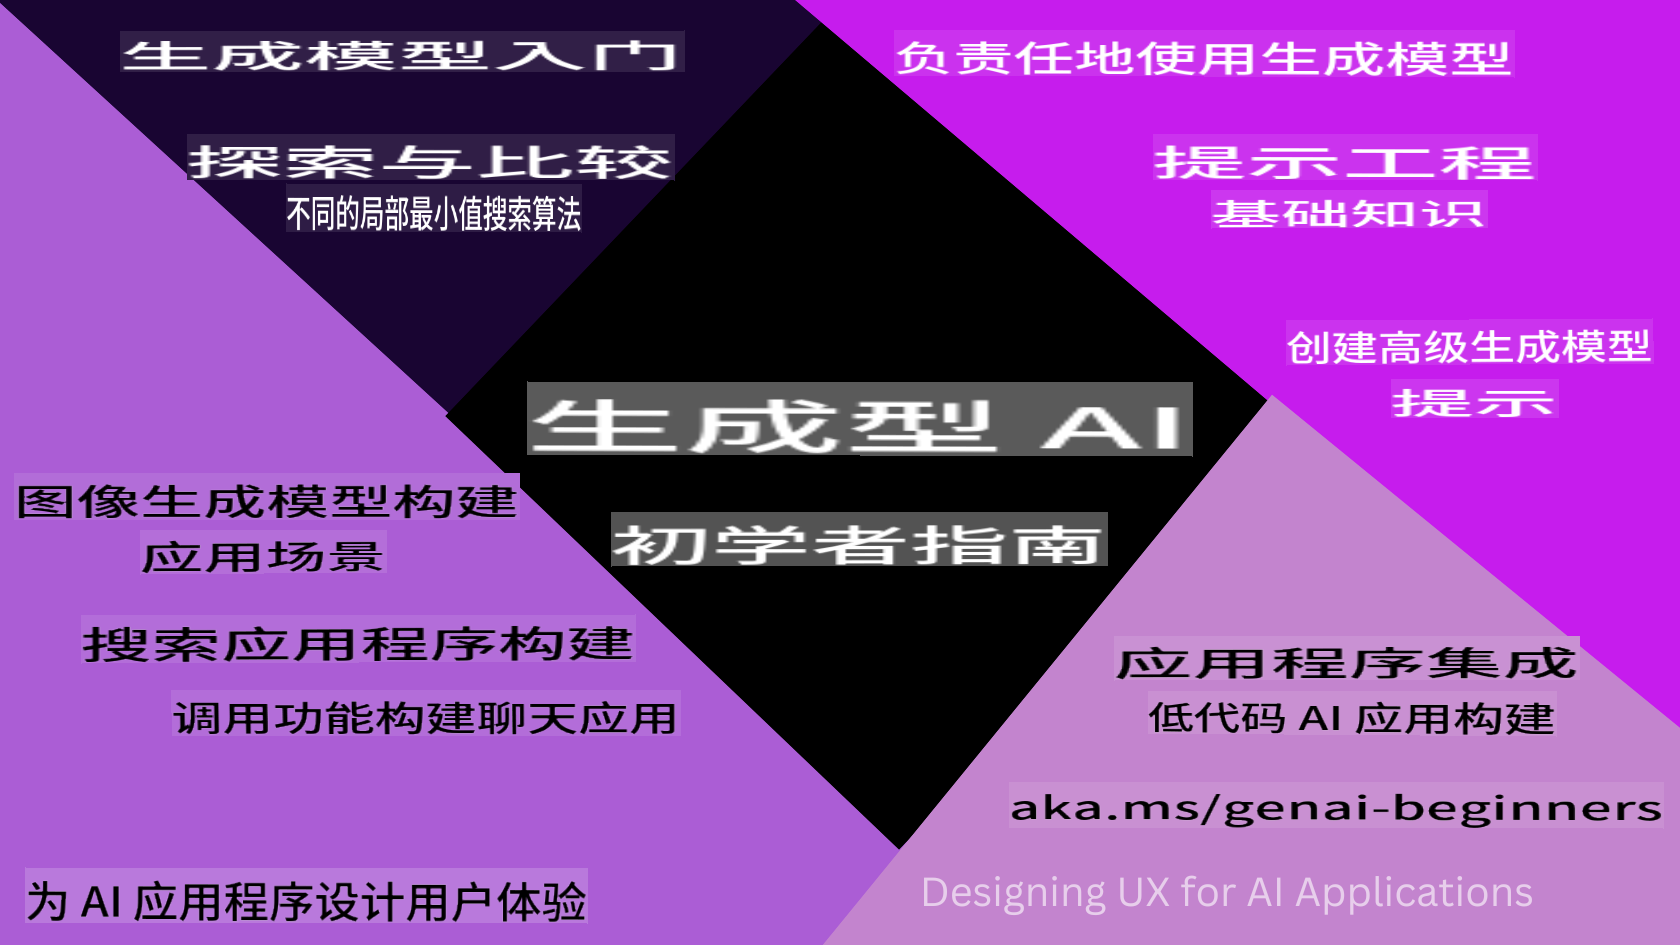 生成模型入门
探索与比较
不同的局部最小值搜索算法
负责任地使用生成模型
提示工程
基础知识
创建高级生成模型
提示
生成型 AI
初学者指南
图像生成模型构建
应用场景
搜索应用程序构建
调用功能构建聊天应用
为 AI 应用程序设计用户体验
应用程序集成
低代码 AI 应用构建
aka.ms/genai-beginners
Designing UX for AI Applications